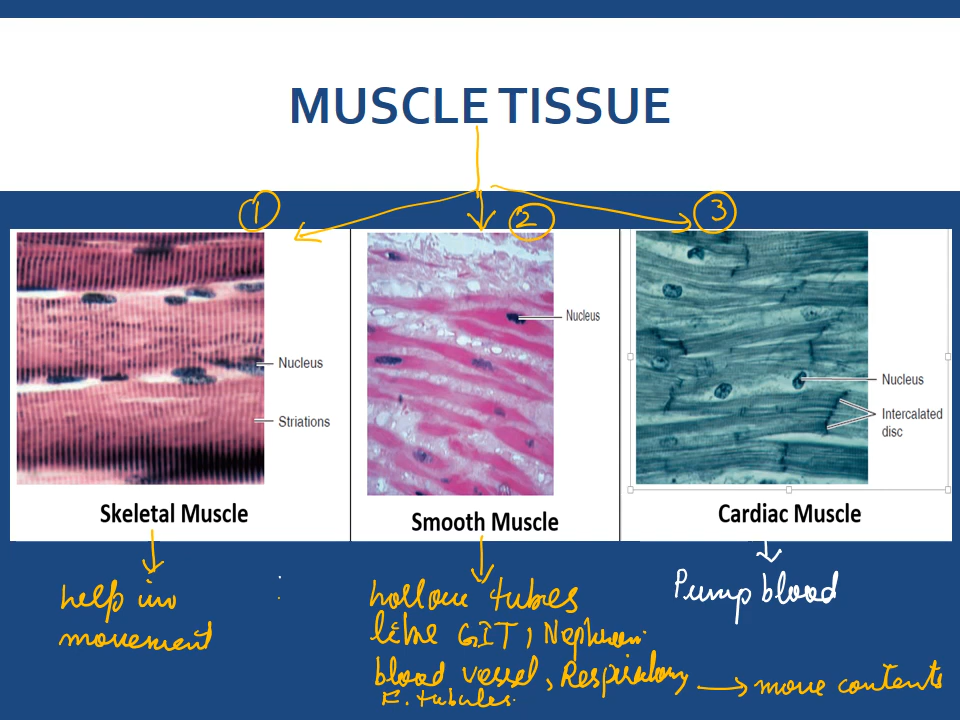 MUSCLE TISSUE
1
2
3
Nucleus
Striations
Nucleus
Nucleus
Intercalated
disc
Skeletal Muscle
Smooth Muscle
Cardiac Muscle
help in
movement
hollow tubes
like GIT, Nephron
blood vessel, Respiratory → move contents
F. tubules.
Pump blood